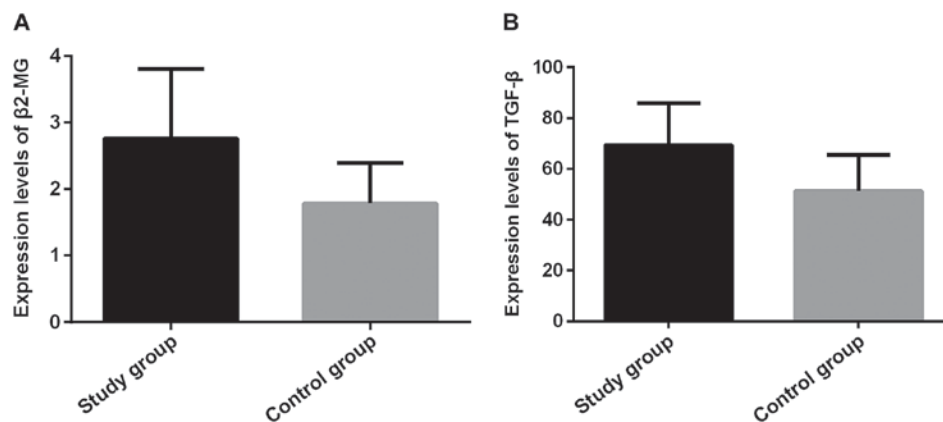 A
Expression levels of β2-MG
4
3
2
1
0
Study group
Control group
B
Expression levels of TGF-β
100
80
60
40
20
0
Study group
Control group